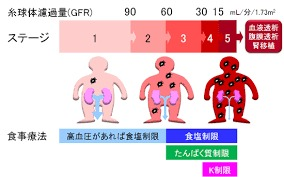 糸球体濾過量(GFR) 90 60 30 15 mL/分/1.73m²
ステージ 1 2 3 4 5
血液透析
腹膜透析
腎移植
食事療法 高血圧があれば食塩制限 食塩制限
たんぱく質制限
K制限